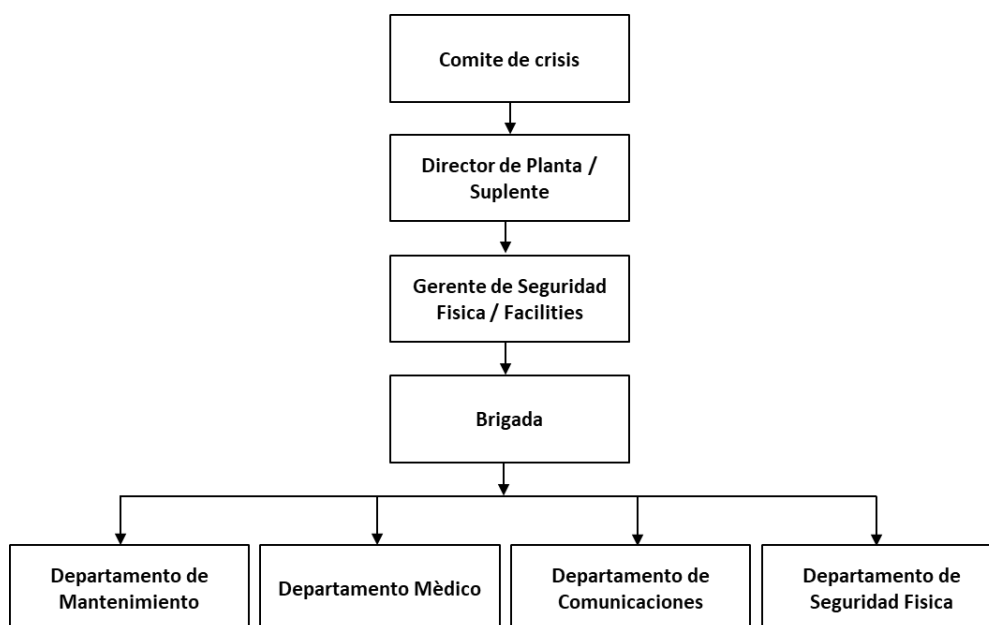 Comite de crisis
Director de Planta /
Suplente
Gerente de Seguridad
Fisica / Facilities
Brigada
Departamento de
Mantenimiento
Departamento Mèdico
Departamento de
Comunicaciones
Departamento de
Seguridad Fisica